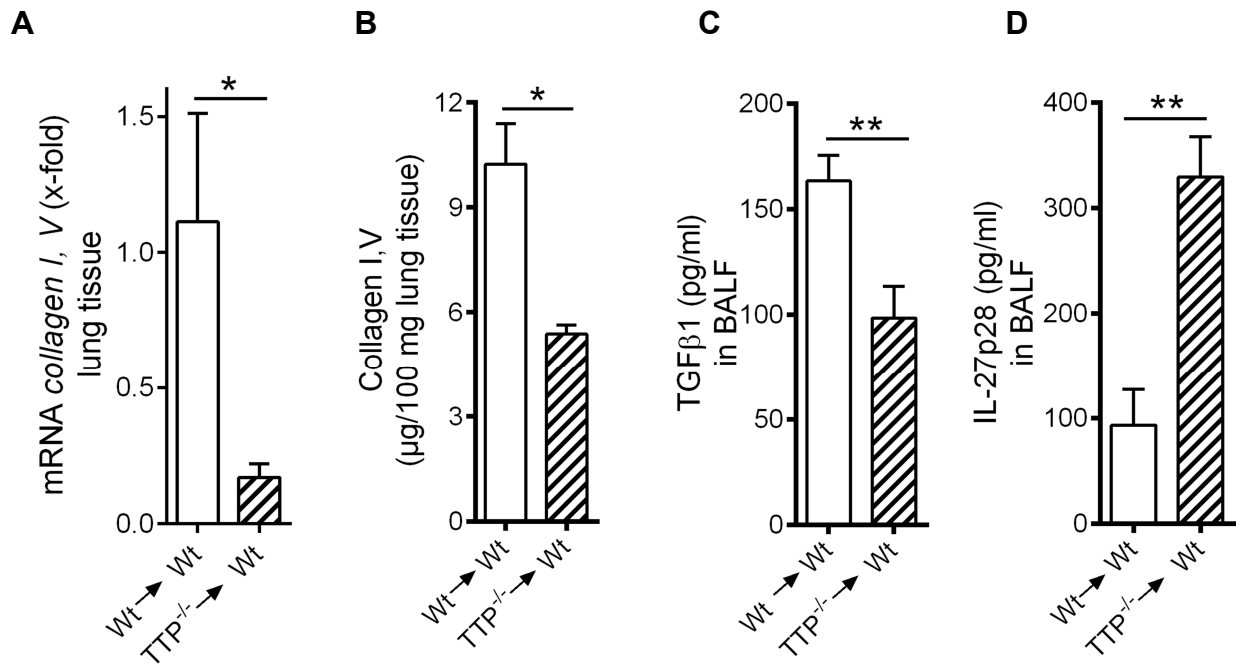 A
mRNA collagen I, V (x-fold)
lung tissue
1.5
1.0
0.5
0.0
*
Wt → Wt
TTP-/- → Wt
B
Collagen I,V
(µg/100 mg lung tissue)
12
9
6
3
0
*
Wt → Wt
TTP-/- → Wt
C
TGFβ1 (pg/ml)
in BALF
200
150
100
50
0
**
Wt → Wt
TTP-/- → Wt
D
IL-27p28 (pg/ml)
in BALF
400
300
200
100
0
**
Wt → Wt
TTP-/- → Wt